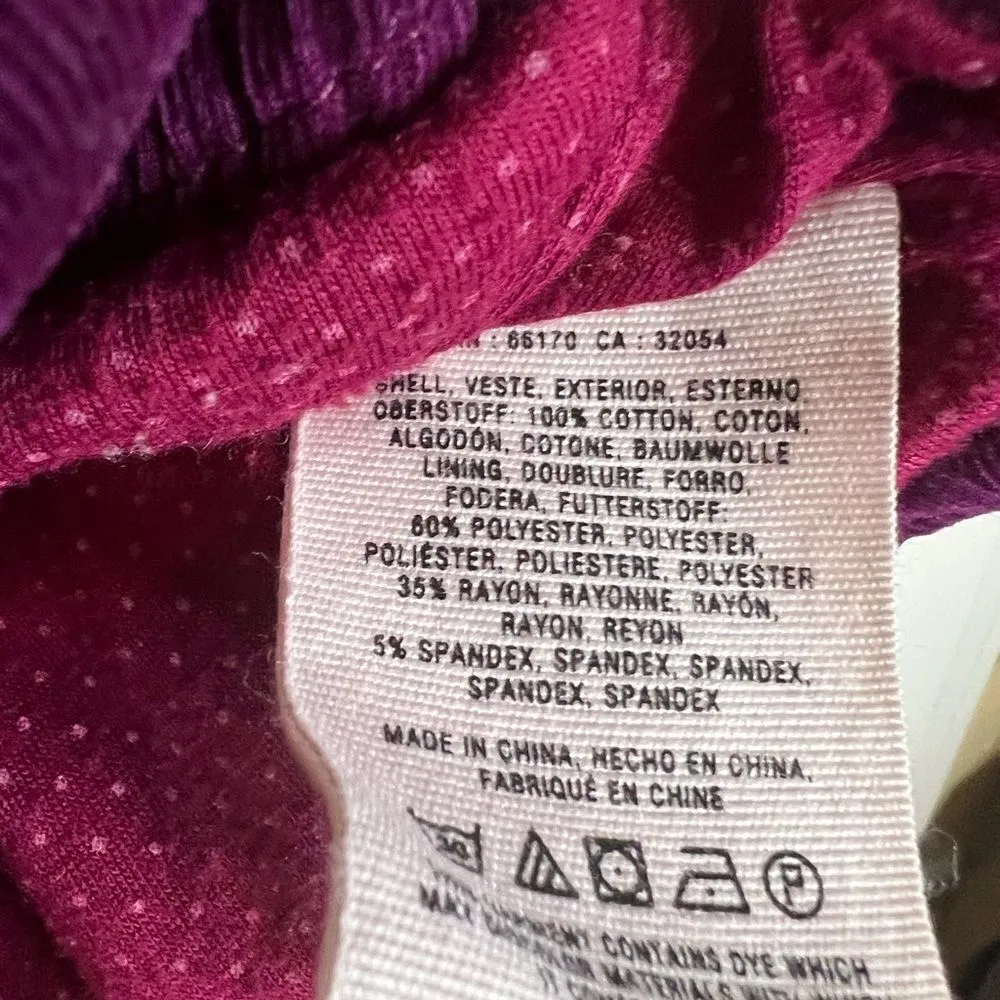 : 66170 CA : 32054
SHELL, VESTE, EXTERIOR, ESTERNO
OBERSTOFF: 100% COTTON, COTON,
ALGODÓN, COTONE, BAUMWOLLE
LINING, DOUBLURE, FORRO,
FODERA, FUTTERSTOFF:
60% POLYESTER, POLYESTER,
POLIÉSTER, POLIESTERE, POLYESTER
35% RAYON, RAYONNE, RAYÓN,
RAYON, REYON
5% SPANDEX, SPANDEX, SPANDEX,
SPANDEX, SPANDEX
MADE IN CHINA, HECHO EN CHINA,
FABRIQUÉ EN CHINE
30 P
CONTAINS DYE WHICH
MAY MATERIALS